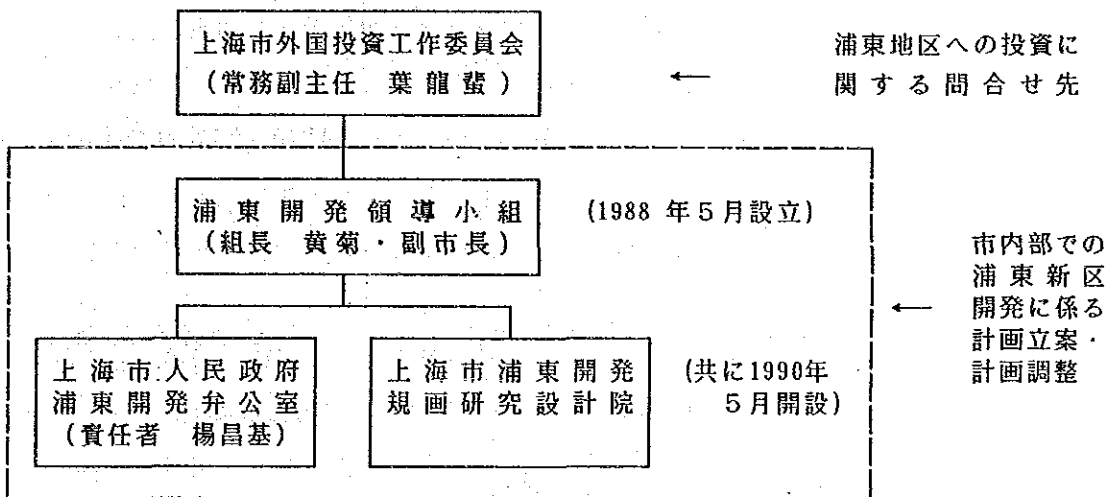 上海市外国投資工作委員会
(常務副主任 葉龍蜚)
← 浦東地区への投資に
関する問合せ先
浦東開発領導小組 (1988年5月設立)
(組長 黄菊・副市長)
上海市人民政府
浦東開発弁公室
(責任者 楊昌基)
上海市浦東開発
規画研究設計院
(共に1990年
5月開設)
← 市内部での
浦東新区
開発に係る
計画立案・
計画調整